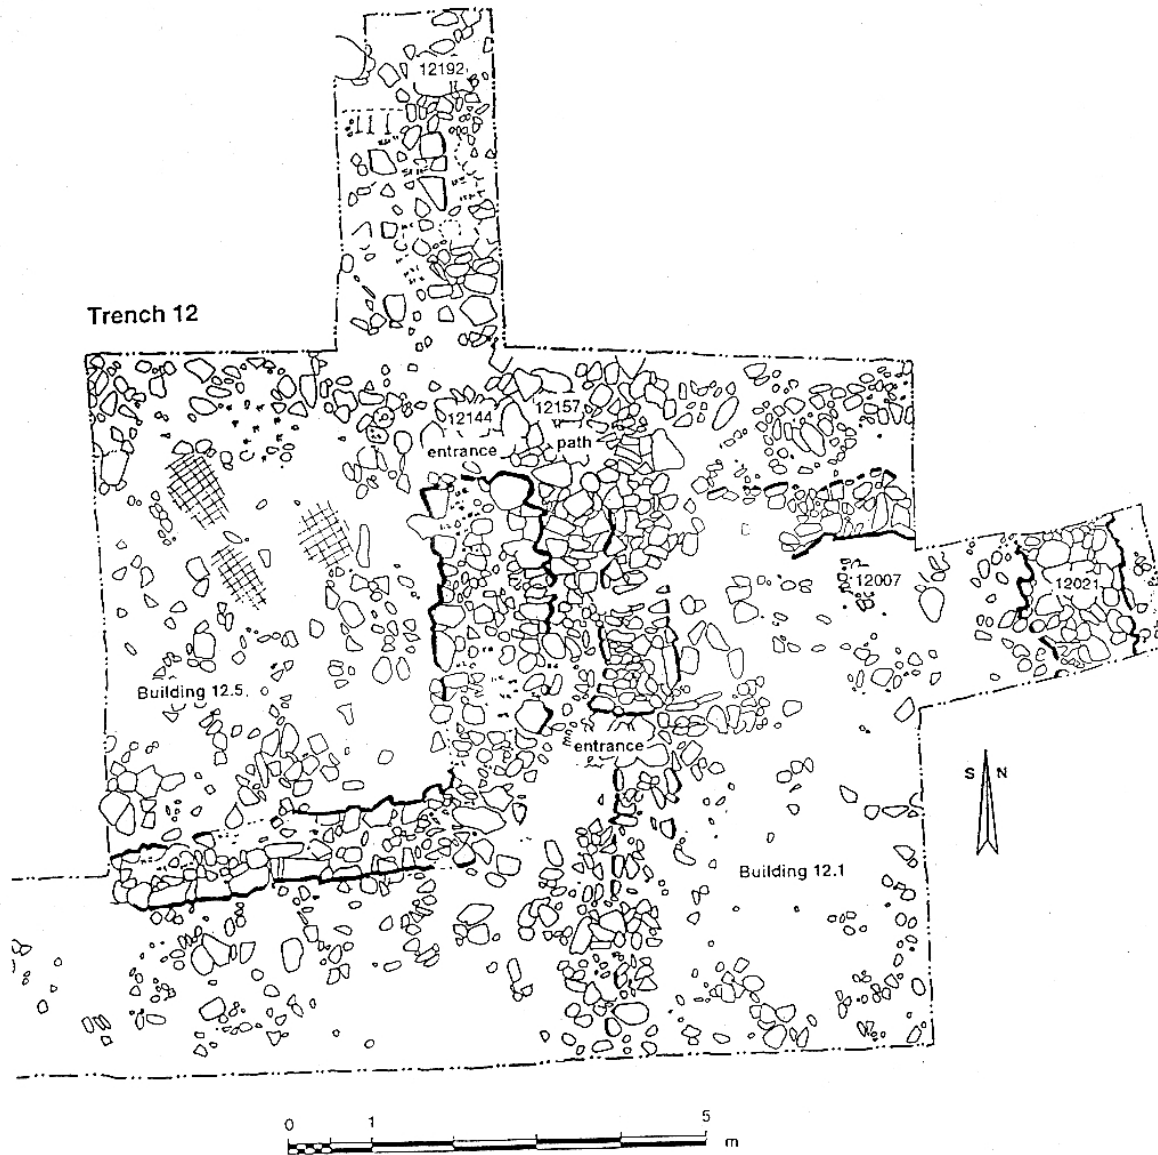 12192
Trench 12
12144
12157
entrance
path
12007
12021
Building 12.5
entrance
S N
Building 12.1
0 1 5
m